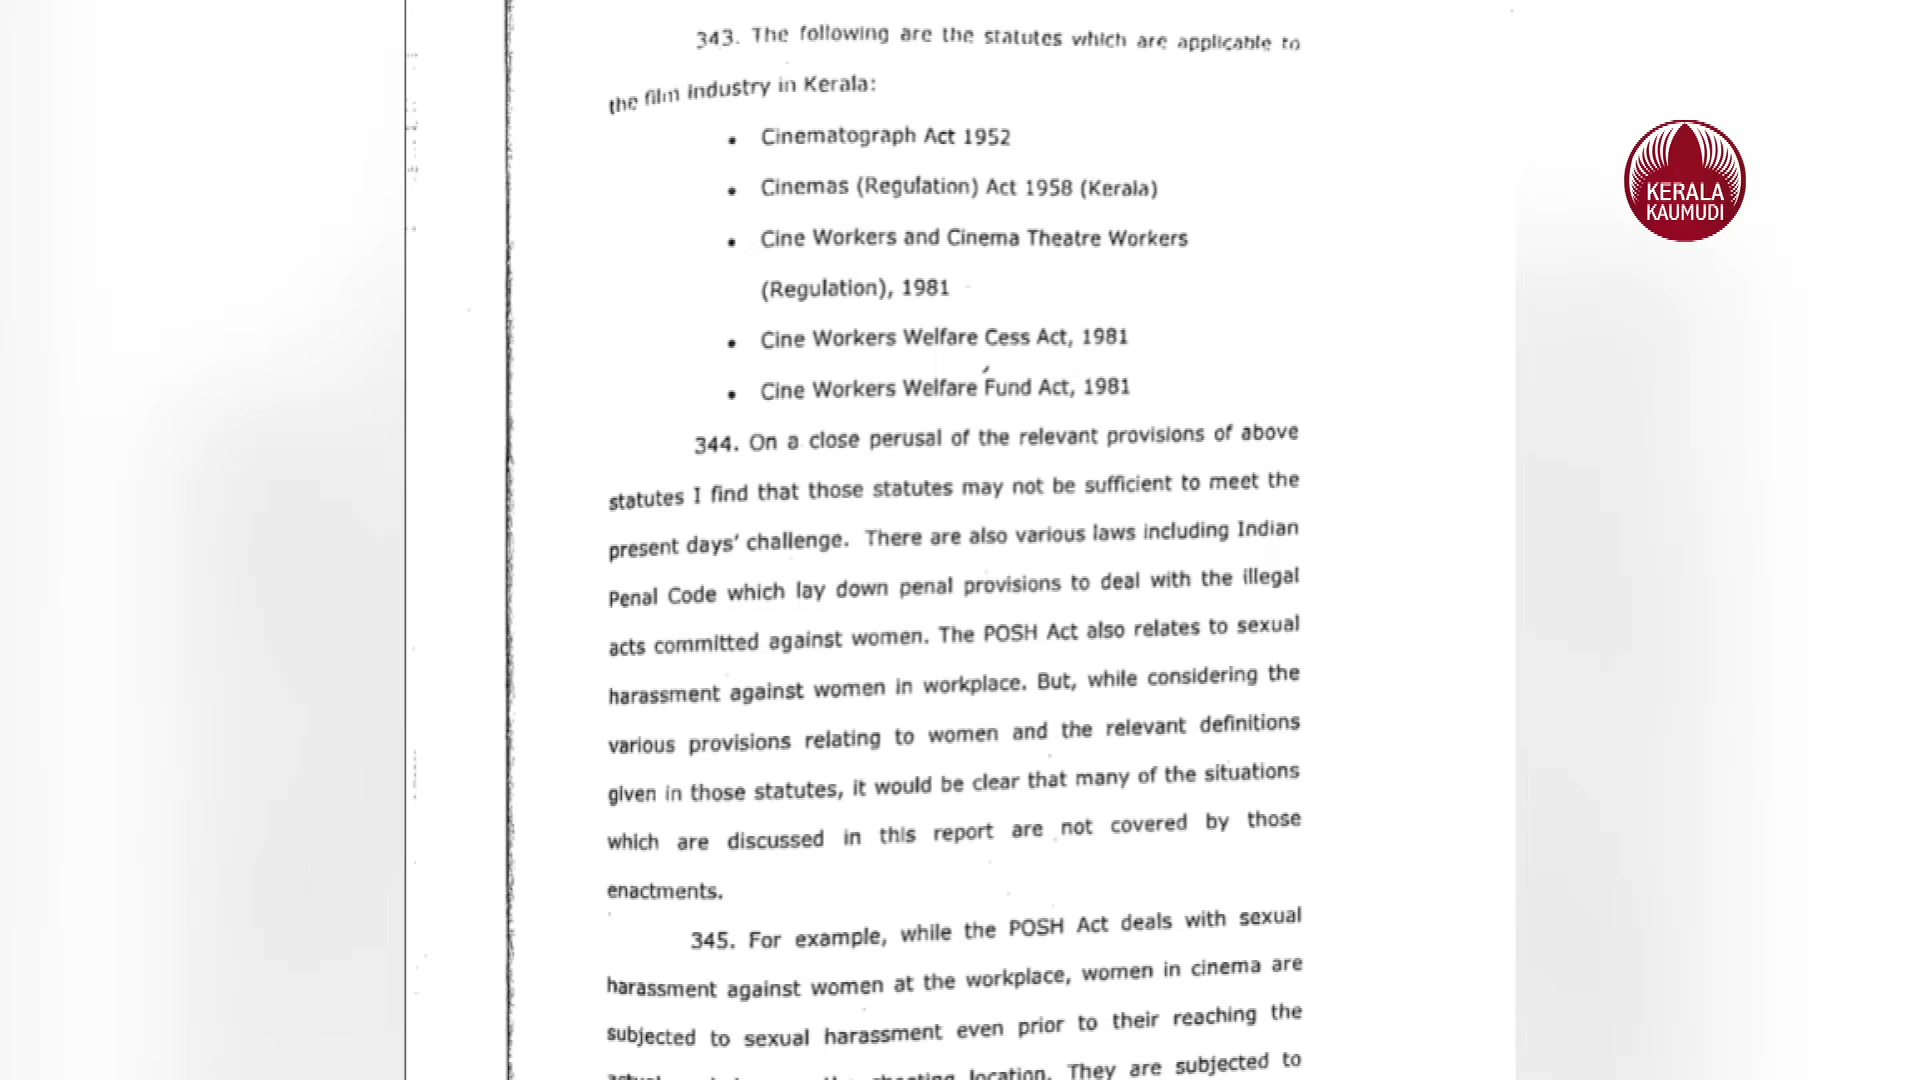 343. The following are the statutes which are applicable to
the film industry in Kerala:
• Cinematograph Act 1952
• Cinemas (Regulation) Act 1958 (Kerala)
• Cine Workers and Cinema Theatre Workers
(Regulation), 1981
• Cine Workers Welfare Cess Act, 1981
• Cine Workers Welfare Fund Act, 1981
344. On a close perusal of the relevant provisions of above
statutes I find that those statutes may not be sufficient to meet the
present days' challenge. There are also various laws including Indian
Penal Code which lay down penal provisions to deal with the illegal
acts committed against women. The POSH Act also relates to sexual
harassment against women in workplace. But, while considering the
various provisions relating to women and the relevant definitions
given in those statutes, it would be clear that many of the situations
which are discussed in this report are not covered by those
enactments.
345. For example, while the POSH Act deals with sexual
harassment against women at the workplace, women in cinema are
subjected to sexual harassment even prior to their reaching the
location. They are subjected to
KERALA
KAUMUDI